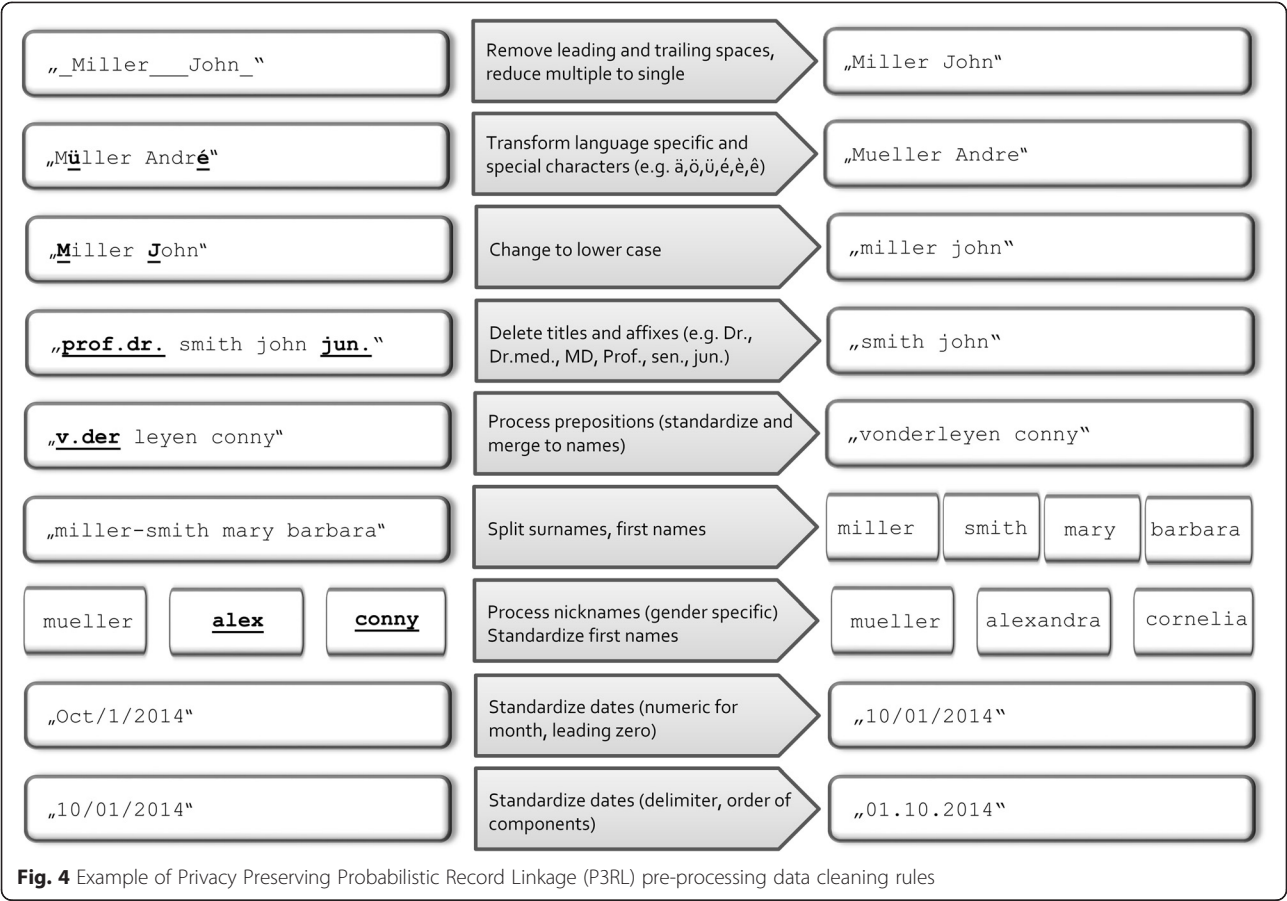 „_Miller___John_“
Remove leading and trailing spaces,
reduce multiple to single
„Miller John“
„Müller André“
Transform language specific and
special characters (e.g. ä,ö,ü,é,è,ê)
„Mueller Andre“
„Miller John“
Change to lower case
„miller john“
„prof.dr. smith john jun.“
Delete titles and affixes (e.g. Dr.,
Dr.med., MD, Prof., sen., jun.)
„smith john“
„v.der leyen conny“
Process prepositions (standardize and
merge to names)
„vonderleyen conny“
„miller-smith mary barbara“
Split surnames, first names
miller smith mary barbara
mueller alex conny
Process nicknames (gender specific)
Standardize first names
mueller alexandra cornelia
„Oct/1/2014“
Standardize dates (numeric for
month, leading zero)
„10/01/2014“
„10/01/2014“
Standardize dates (delimiter, order of
components)
„01.10.2014“
Fig. 4 Example of Privacy Preserving Probabilistic Record Linkage (P3RL) pre-processing data cleaning rules